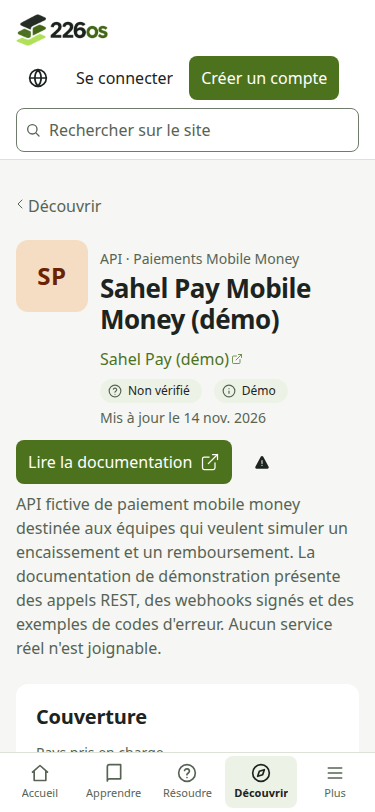 226os
Se connecter
Créer un compte
Rechercher sur le site
Découvrir
SP
API · Paiements Mobile Money
Sahel Pay Mobile
Money (démo)
Sahel Pay (démo)
Non vérifié
Démo
Mis à jour le 14 nov. 2026
Lire la documentation
API fictive de paiement mobile money
destinée aux équipes qui veulent simuler un
encaissement et un remboursement. La
documentation de démonstration présente
des appels REST, des webhooks signés et des
exemples de codes d'erreur. Aucun service
réel n'est joignable.
Couverture
Pays pris en charge
Accueil
Apprendre
Résoudre
Découvrir
Plus